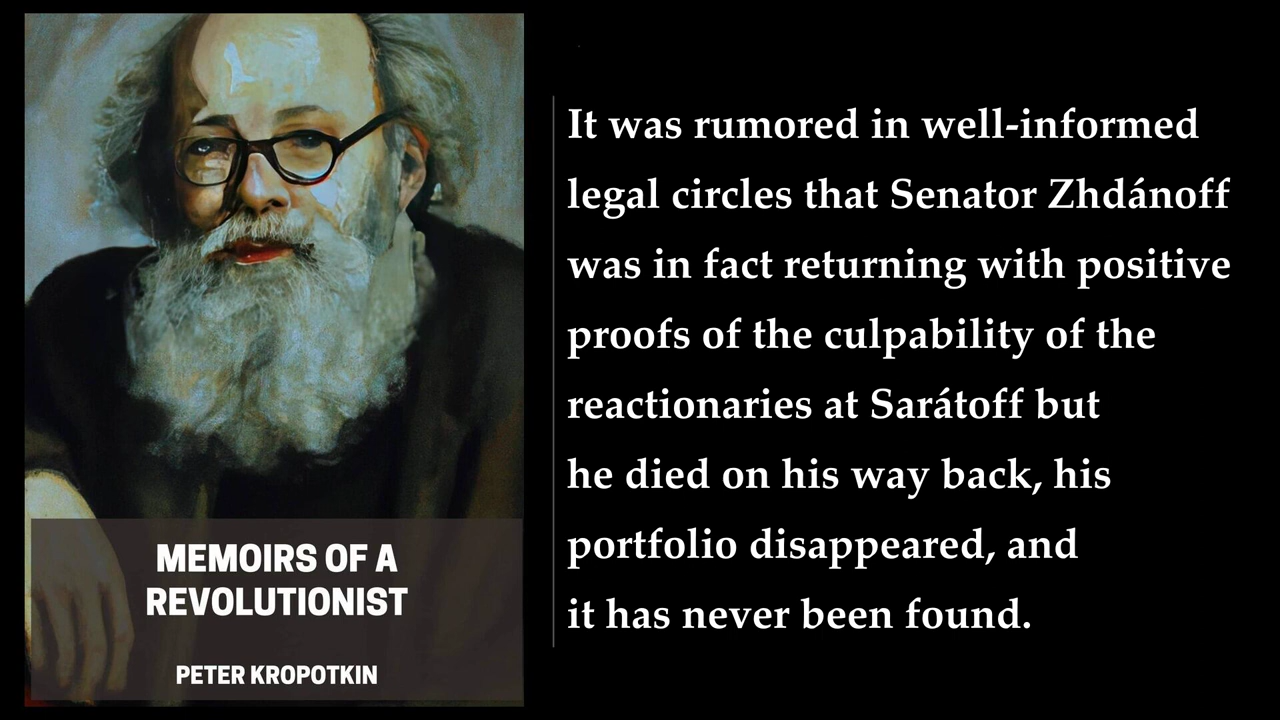 MEMOIRS OF A
REVOLUTIONIST
PETER KROPOTKIN
It was rumored in well-informed
legal circles that Senator Zhdánoff
was in fact returning with positive
proofs of the culpability of the
reactionaries at Sarátoff but
he died on his way back, his
portfolio disappeared, and
it has never been found.